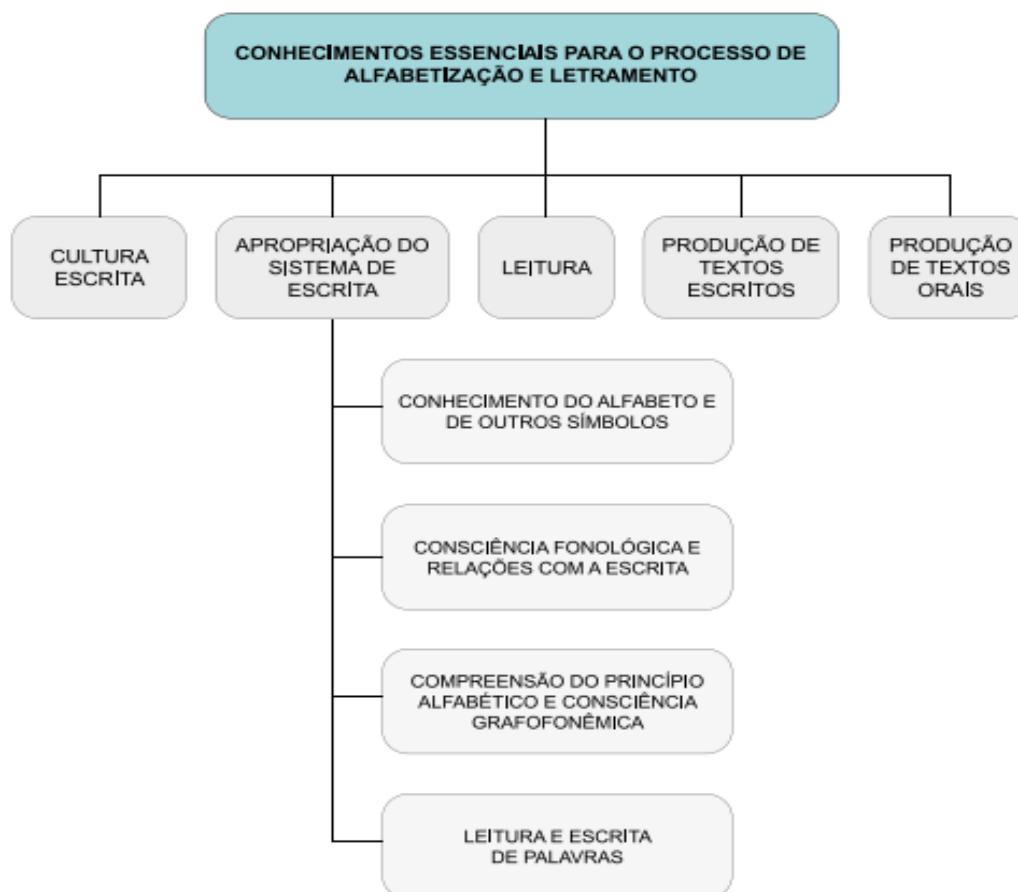 CONHECIMENTOS ESSENCIAIS PARA O PROCESSO DE
ALFABETIZAÇÃO E LETRAMENTO
CULTURA
ESCRITA
APROPRIAÇÃO DO
SISTEMA DE
ESCRITA
LEITURA
PRODUÇÃO DE
TEXTOS
ESCRITOS
PRODUÇÃO
DE TEXTOS
ORAIS
CONHECIMENTO DO ALFABETO E
DE OUTROS SÍMBOLOS
CONSCIÊNCIA FONOLÓGICA E
RELAÇÕES COM A ESCRITA
COMPREENSÃO DO PRINCÍPIO
ALFABÉTICO E CONSCIÊNCIA
GRAFOFONÊMICA
LEITURA E ESCRITA
DE PALAVRAS